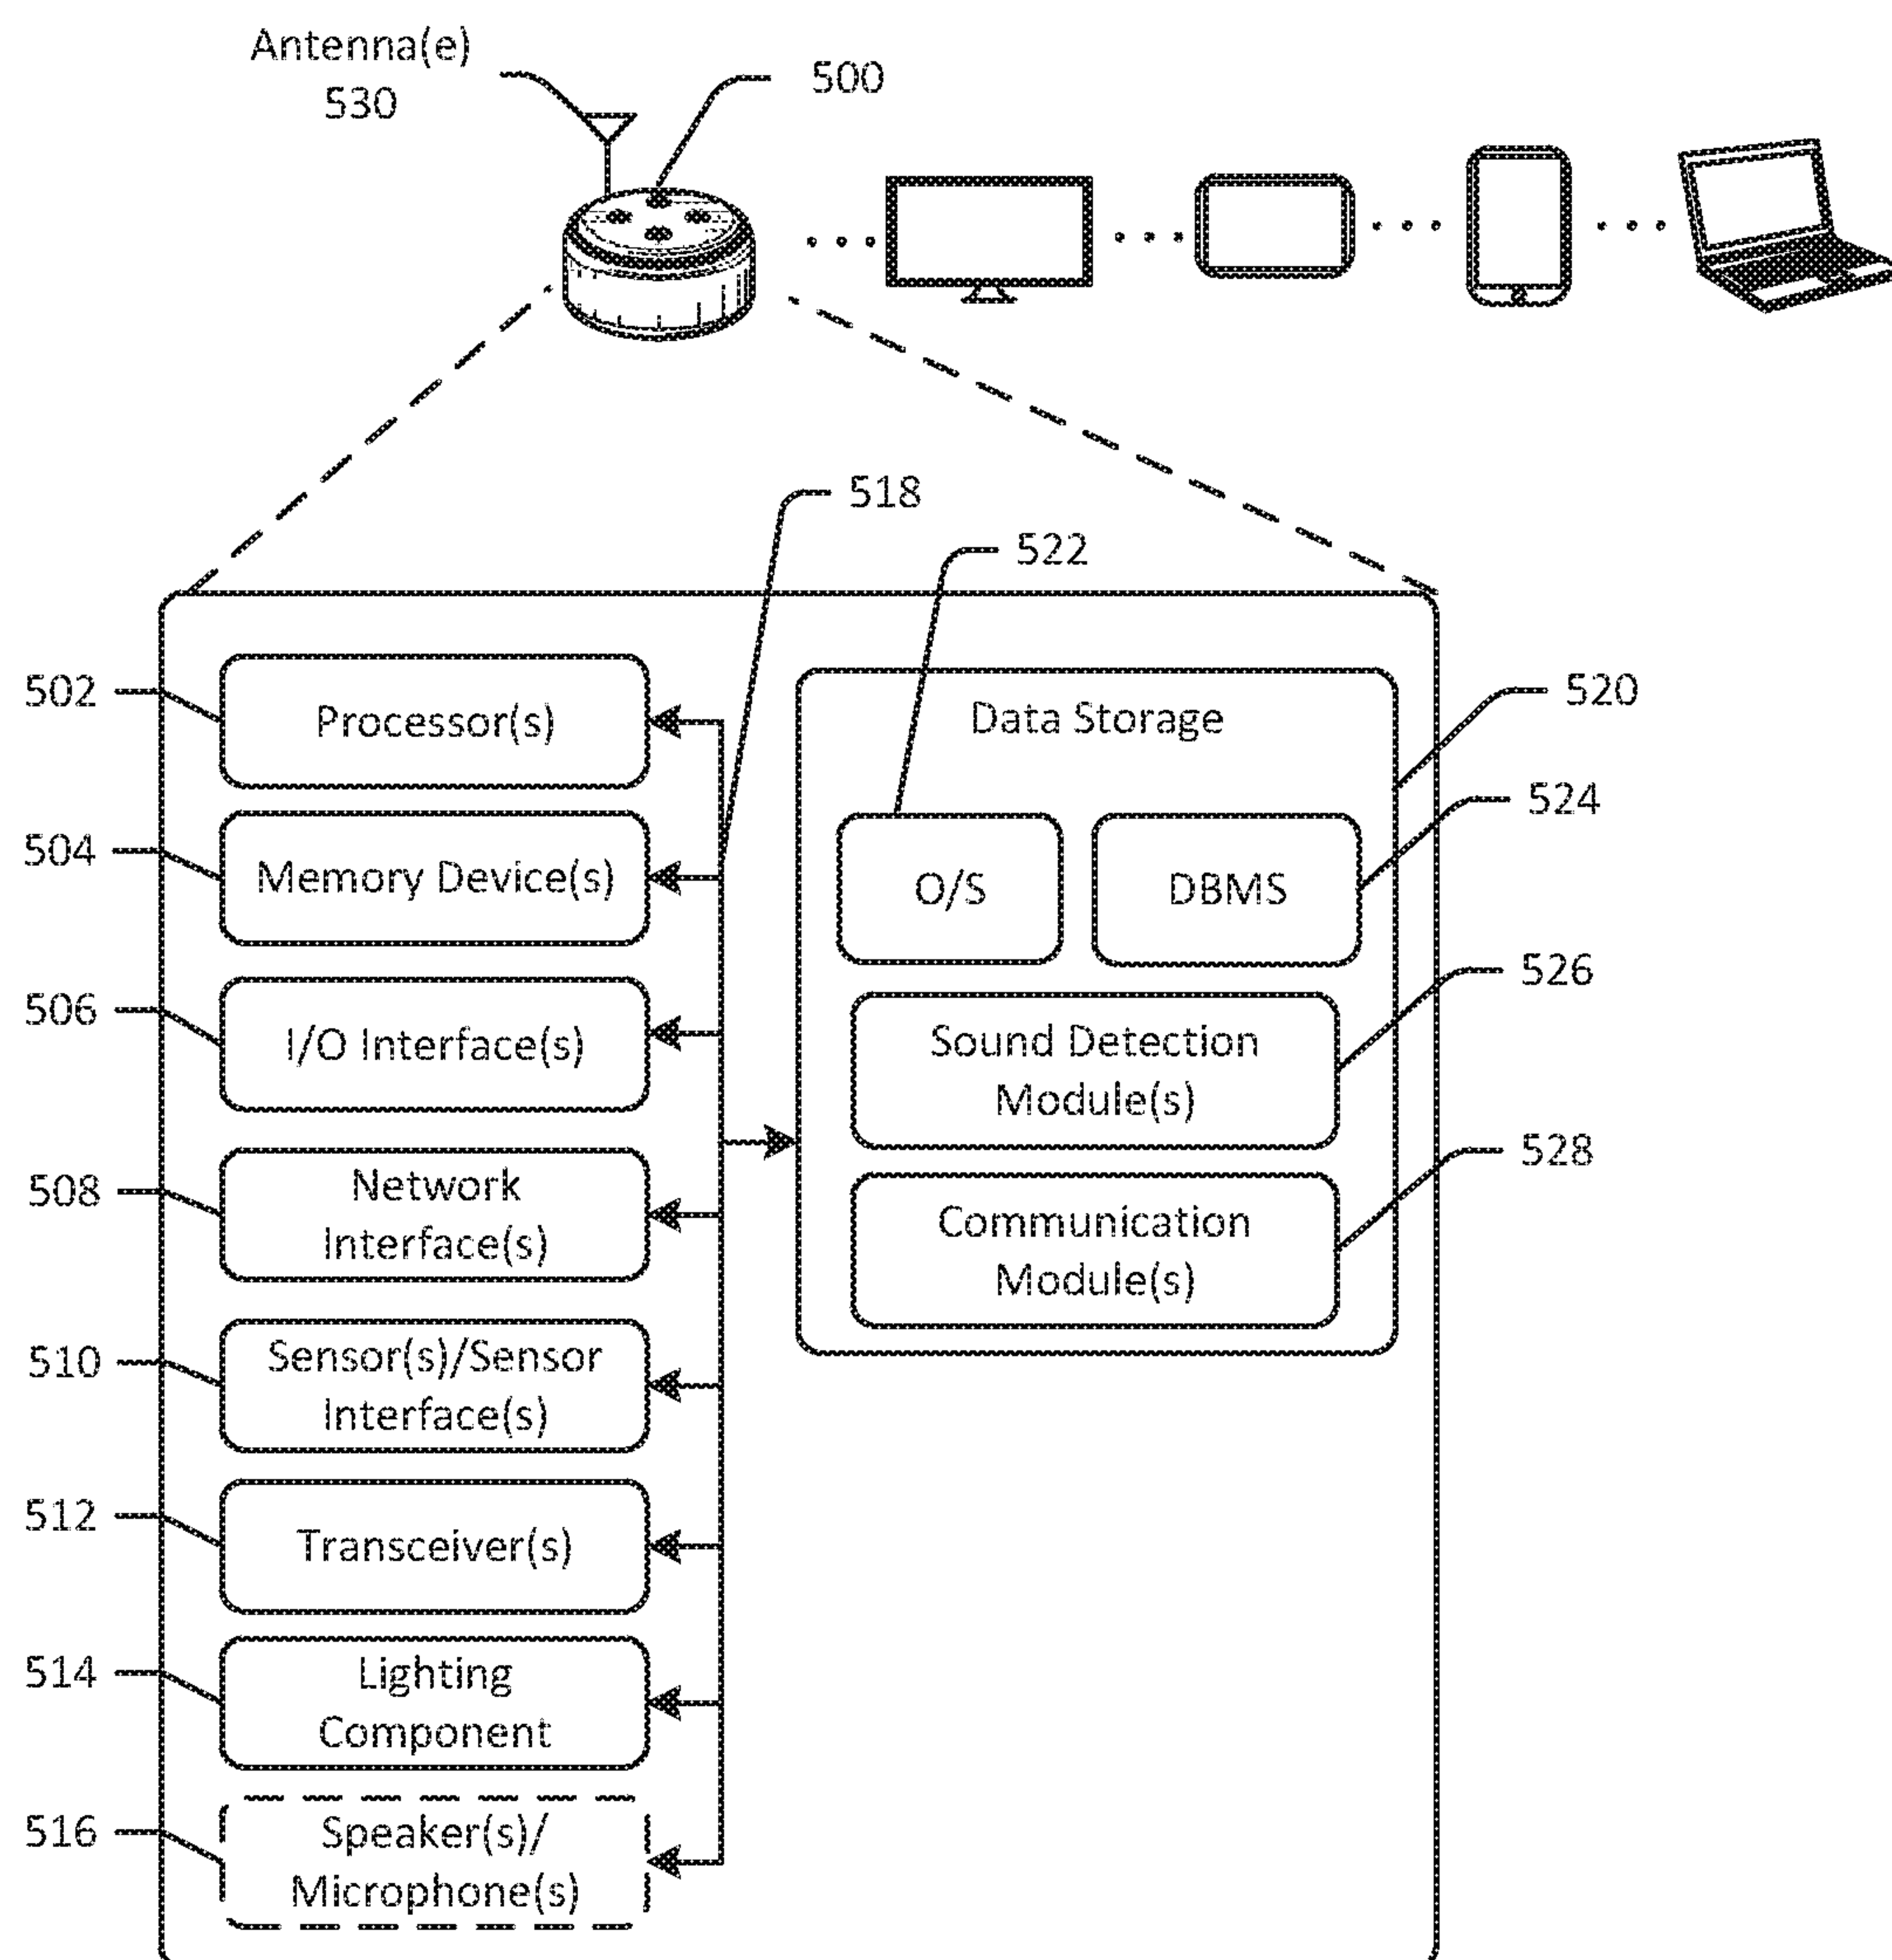 Antenna(e)
530
500
518
522
502
Processor(s)
Data Storage
520
504
Memory Device(s)
O/S
DBMS
524
506
I/O Interface(s)
Sound Detection
Module(s)
526
508
Network
Interface(s)
Communication
Module(s)
528
510
Sensor(s)/Sensor
Interface(s)
512
Transceiver(s)
514
Lighting
Component
516
Speaker(s)/
Microphone(s)